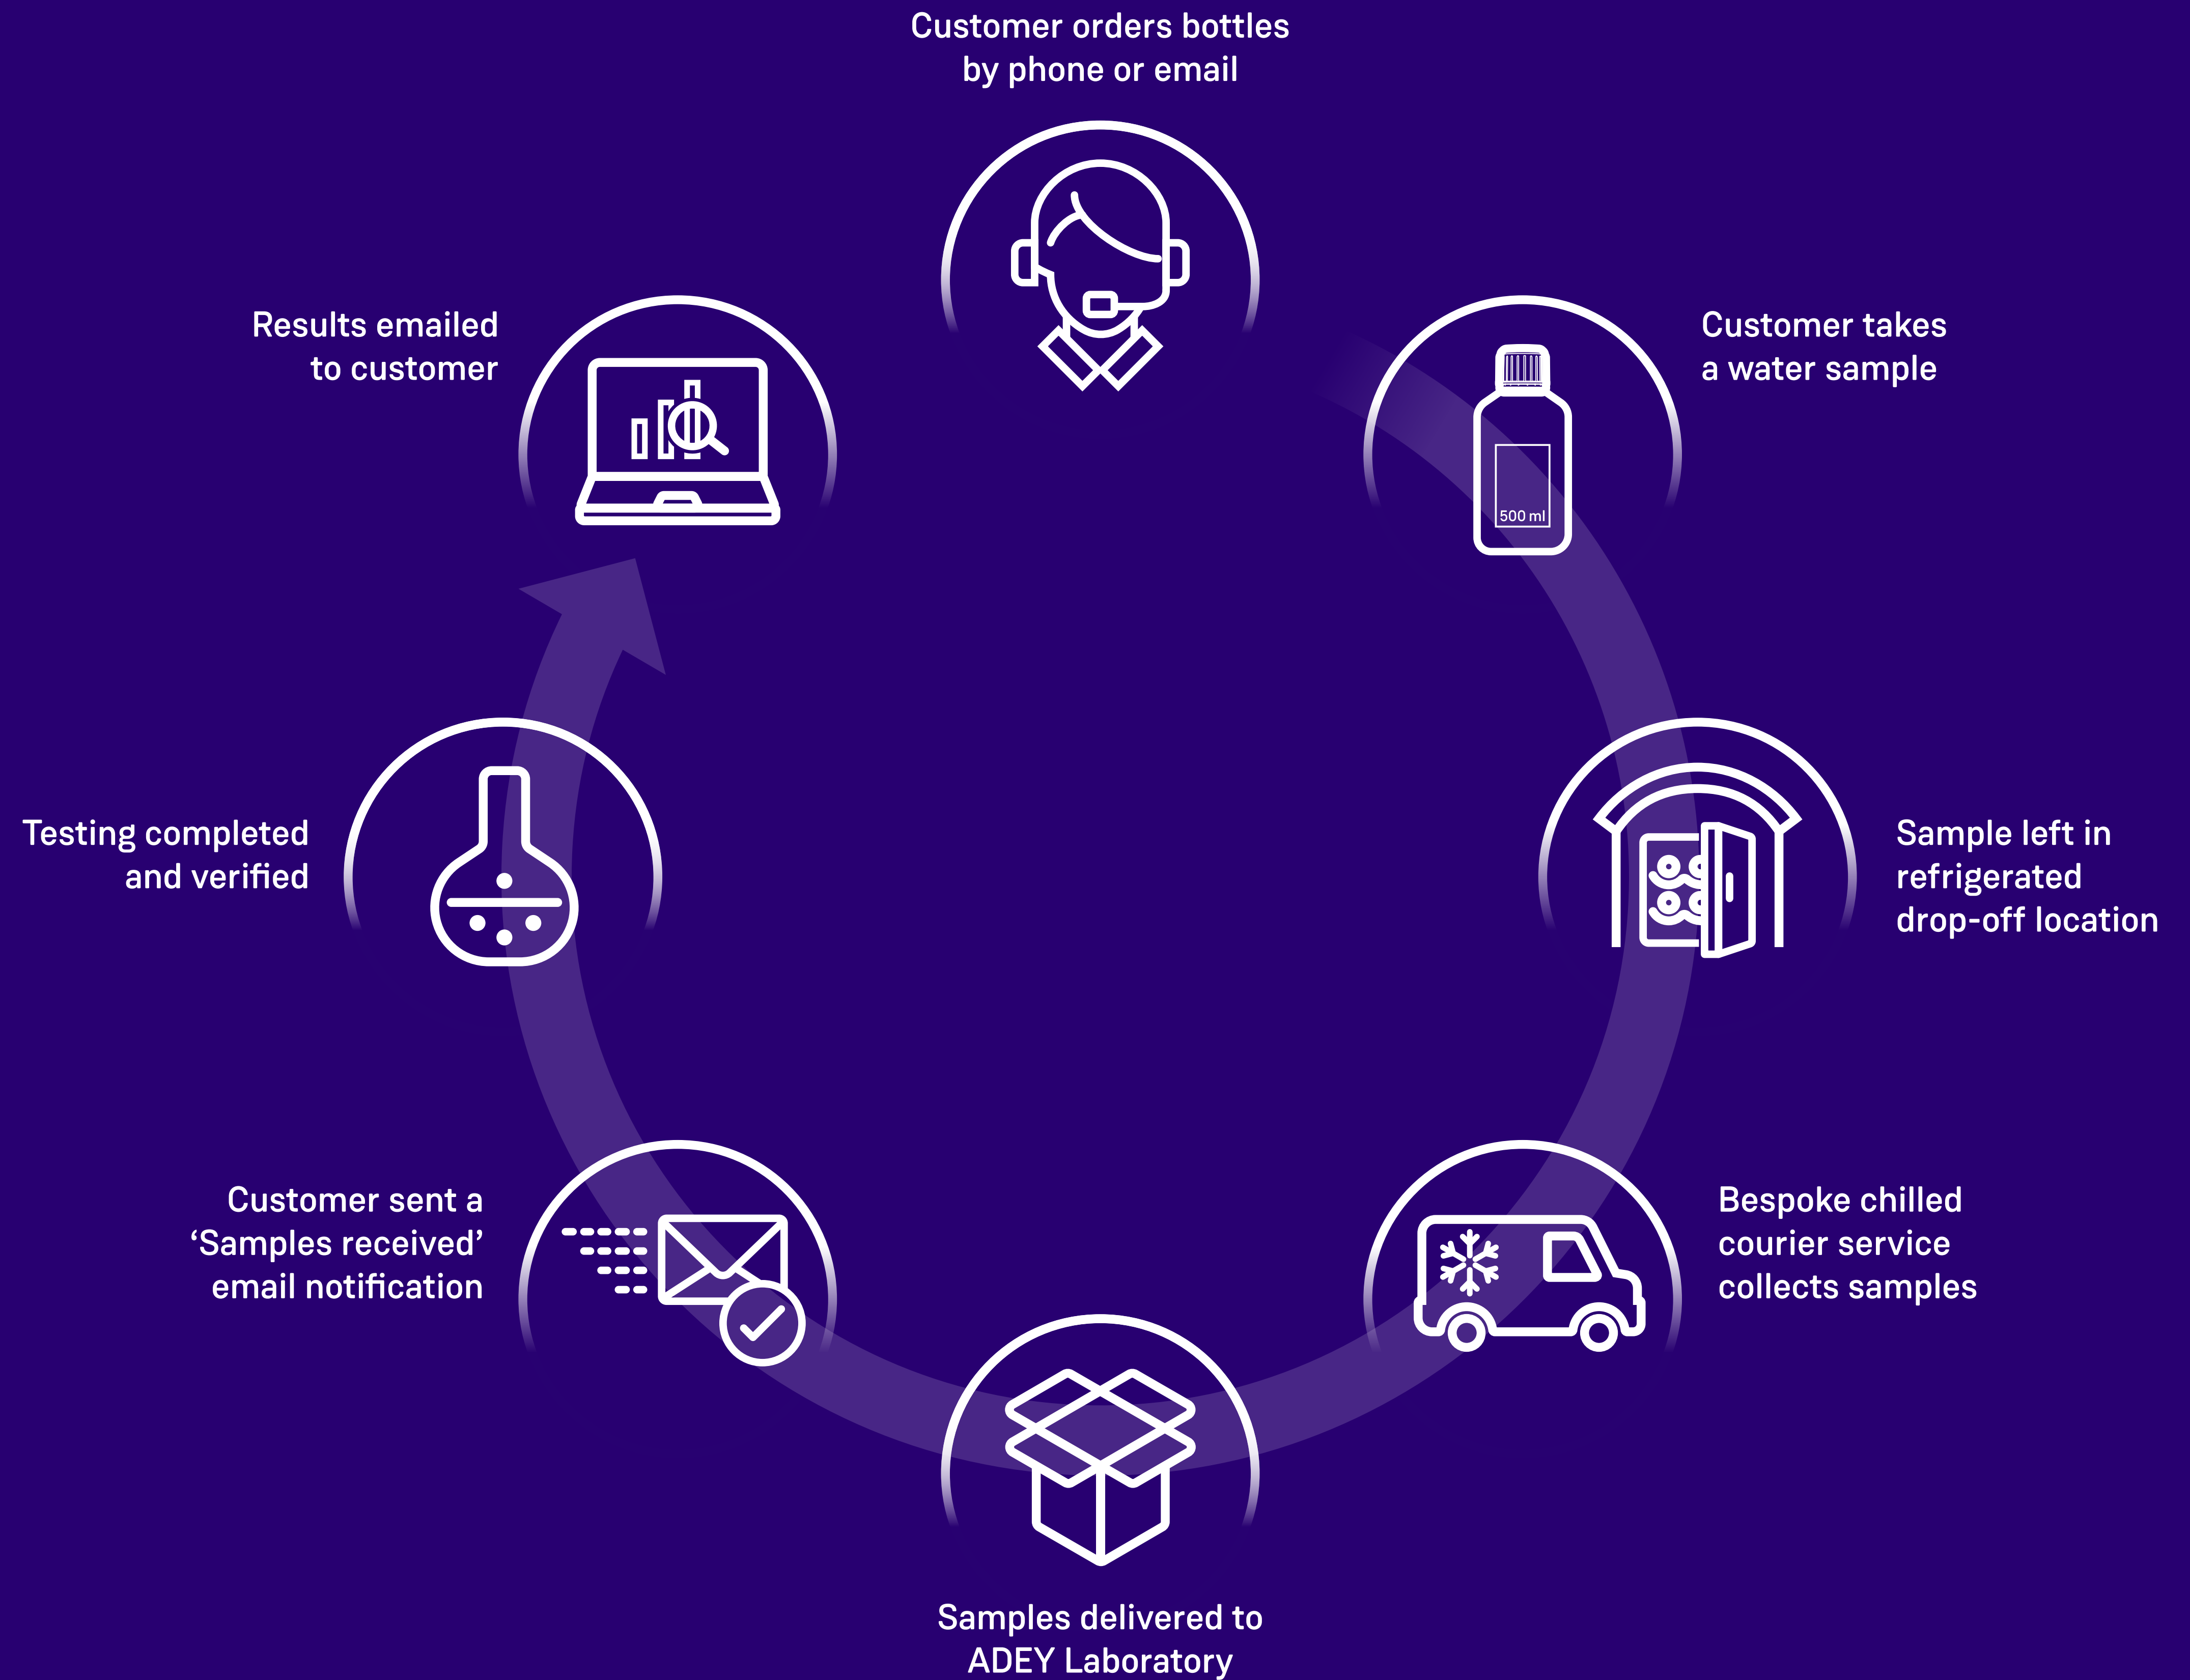 Customer orders bottles
by phone or email
Customer takes
a water sample
500 ml
Sample left in
refrigerated
drop-off location
Bespoke chilled
courier service
collects samples
Samples delivered to
ADEY Laboratory
Customer sent a
‘Samples received’
email notification
Testing completed
and verified
Results emailed
to customer